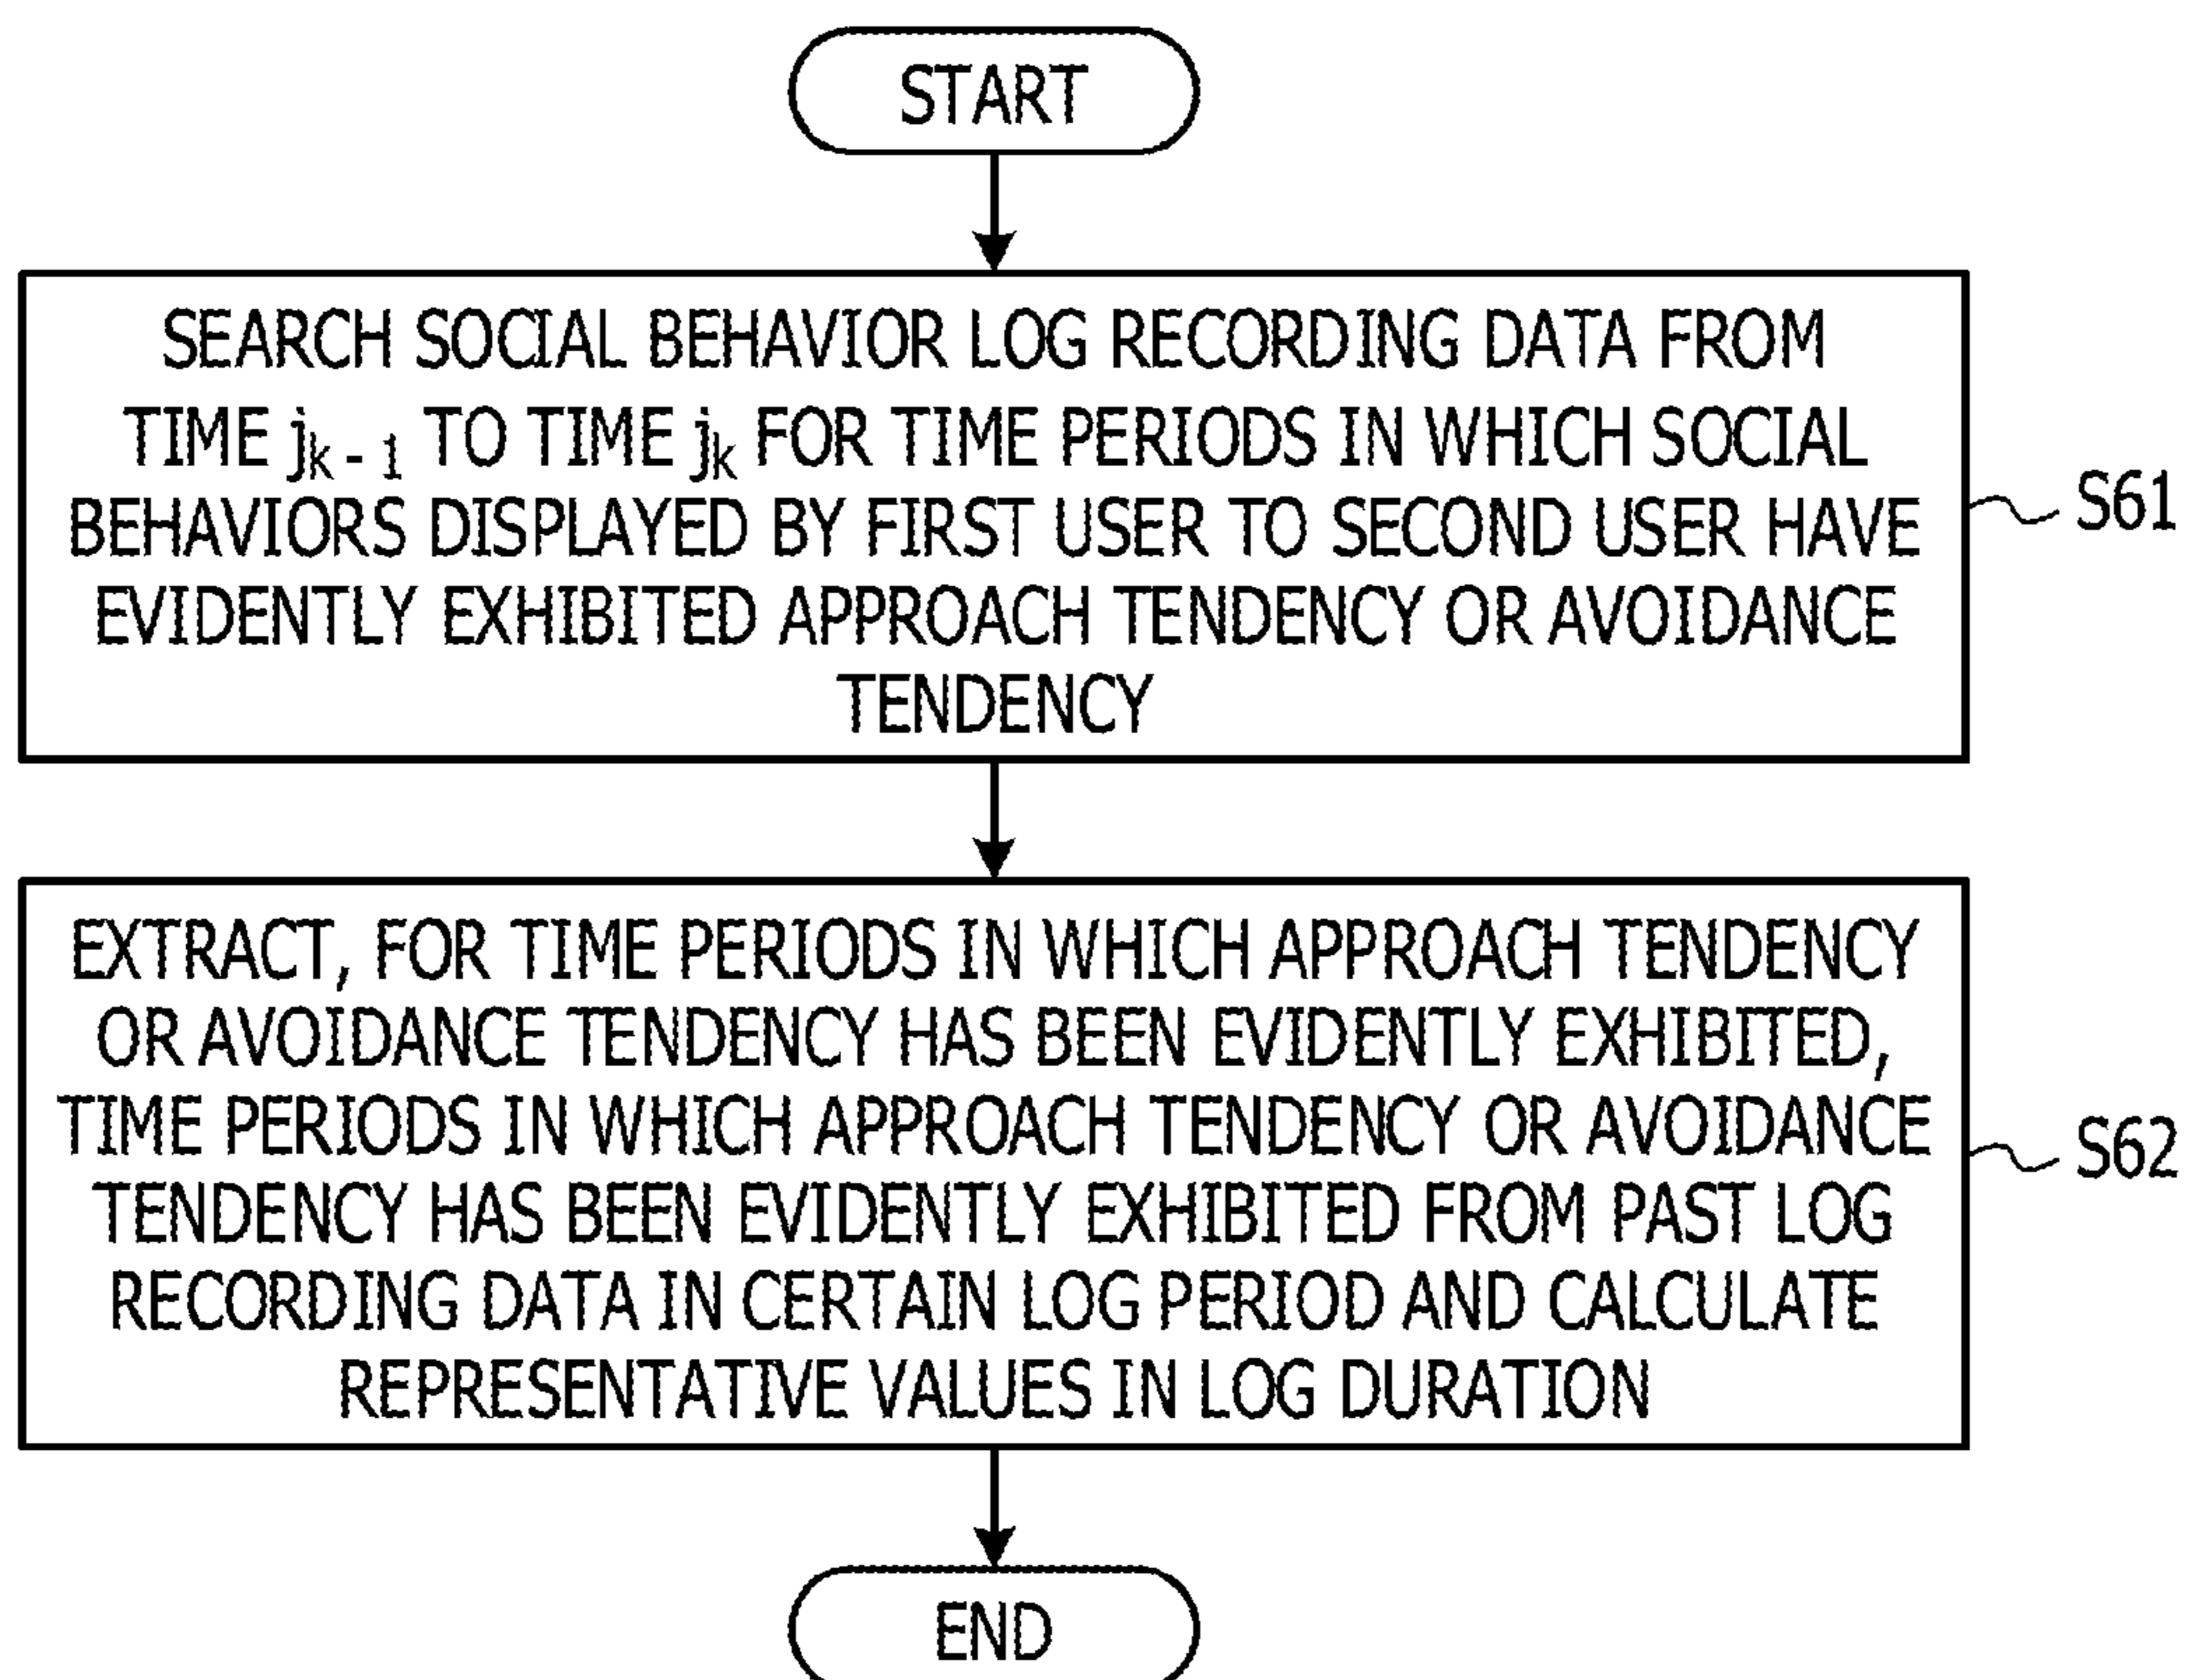 START
SEARCH SOCIAL BEHAVIOR LOG RECORDING DATA FROM
TIME jk-1 TO TIME jk FOR TIME PERIODS IN WHICH SOCIAL
BEHAVIORS DISPLAYED BY FIRST USER TO SECOND USER HAVE
EVIDENTLY EXHIBITED APPROACH TENDENCY OR AVOIDANCE
TENDENCY
S61
EXTRACT, FOR TIME PERIODS IN WHICH APPROACH TENDENCY
OR AVOIDANCE TENDENCY HAS BEEN EVIDENTLY EXHIBITED,
TIME PERIODS IN WHICH APPROACH TENDENCY OR AVOIDANCE
TENDENCY HAS BEEN EVIDENTLY EXHIBITED FROM PAST LOG
RECORDING DATA IN CERTAIN LOG PERIOD AND CALCULATE
REPRESENTATIVE VALUES IN LOG DURATION
S62
END